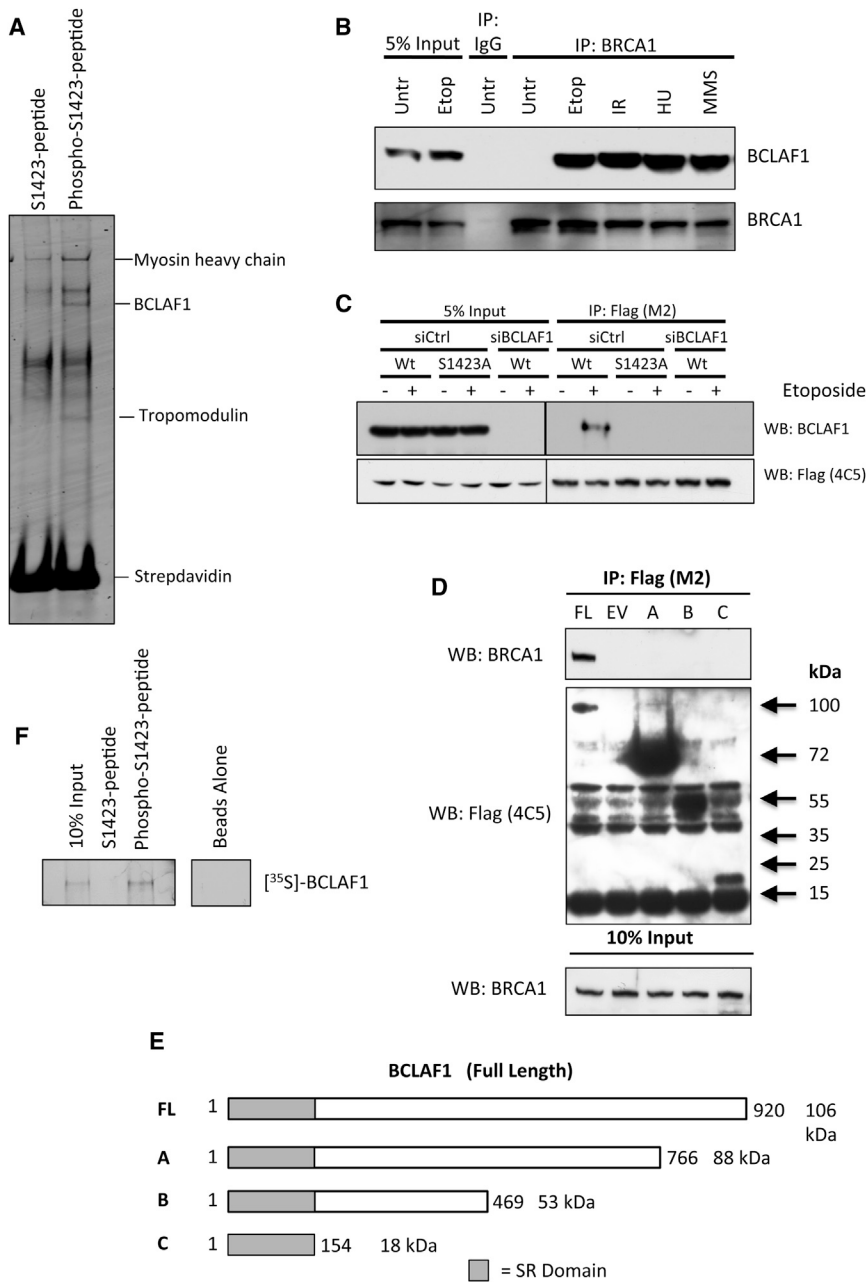 A
S1423-peptide
Phospho-S1423-peptide
Myosin heavy chain
BCLAF1
Tropomodulin
Strepdavidin
B
5% Input
IP:
IgG
IP: BRCA1
Untr
Etop
Untr
Untr
Etop
IR
HU
MMS
BCLAF1
BRCA1
C
5% Input
IP: Flag (M2)
siCtrl
siBCLAF1
siCtrl
siBCLAF1
Wt
S1423A
Wt
Wt
S1423A
Wt
- + - + - + - + - + - + Etoposide
WB: BCLAF1
WB: Flag (4C5)
D
IP: Flag (M2)
FL EV A B C
WB: BRCA1
kDa
100
72
WB: Flag (4C5)
55
35
25
15
10% Input
WB: BRCA1
F
10% Input
S1423-peptide
Phospho-S1423-peptide
Beads Alone
[³⁵S]-BCLAF1
E
BCLAF1 (Full Length)
FL 1 920 106
kDa
A 1 766 88 kDa
B 1 469 53 kDa
C 1 154 18 kDa
= SR Domain